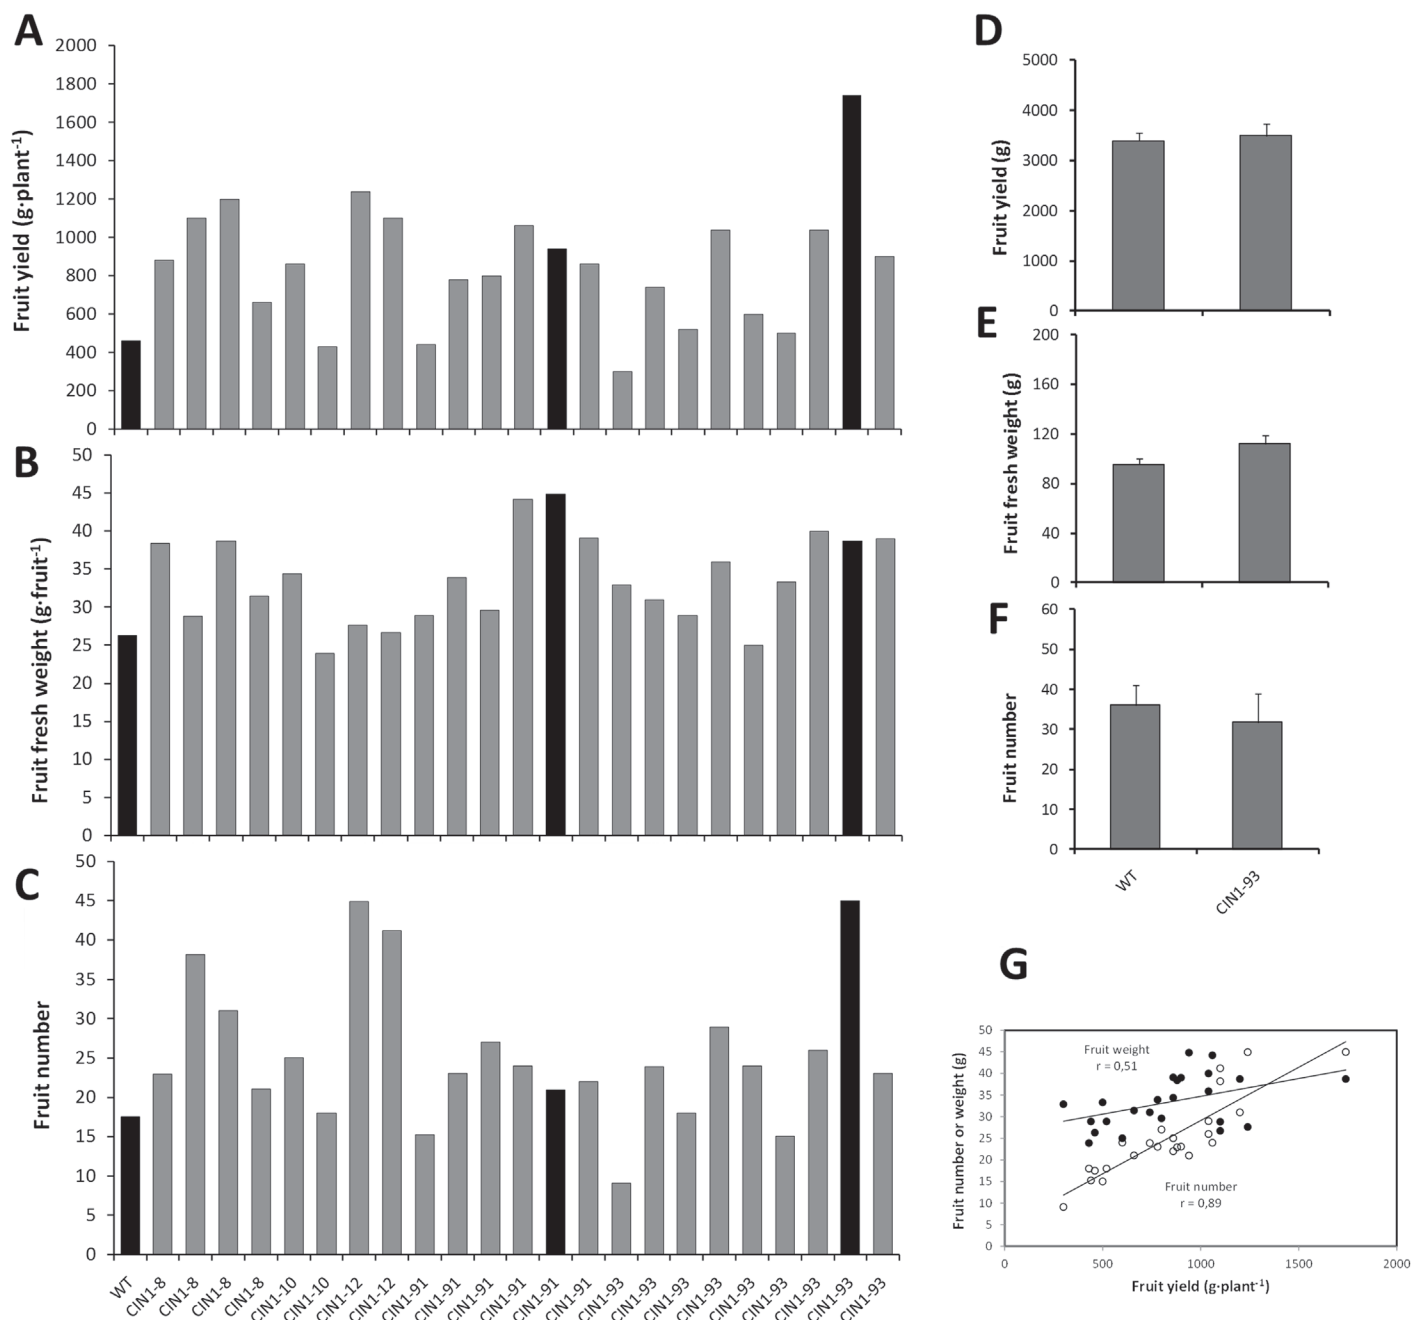 A
2000
1800
1600
1400
1200
1000
800
600
400
200
0
Fruit yield (g·plant⁻¹)
B
50
45
40
35
30
25
20
15
10
5
0
Fruit fresh weight (g·fruit⁻¹)
C
50
45
40
35
30
25
20
15
10
5
0
Fruit number
WT
CIN1-8
CIN1-8
CIN1-8
CIN1-8
CIN1-10
CIN1-10
CIN1-12
CIN1-12
CIN1-91
CIN1-91
CIN1-91
CIN1-91
CIN1-91
CIN1-91
CIN1-93
CIN1-93
CIN1-93
CIN1-93
CIN1-93
CIN1-93
CIN1-93
CIN1-93
CIN1-93
D
5000
4000
3000
2000
1000
0
Fruit yield (g)
E
200
160
120
80
40
0
Fruit fresh weight (g)
F
60
50
40
30
20
10
0
Fruit number
WT
CIN1-93
G
50
45
40
35
30
25
20
15
10
5
0
Fruit number or weight (g)
Fruit weight
r = 0,51
Fruit number
r = 0,89
0
500
1000
1500
2000
Fruit yield (g·plant⁻¹)